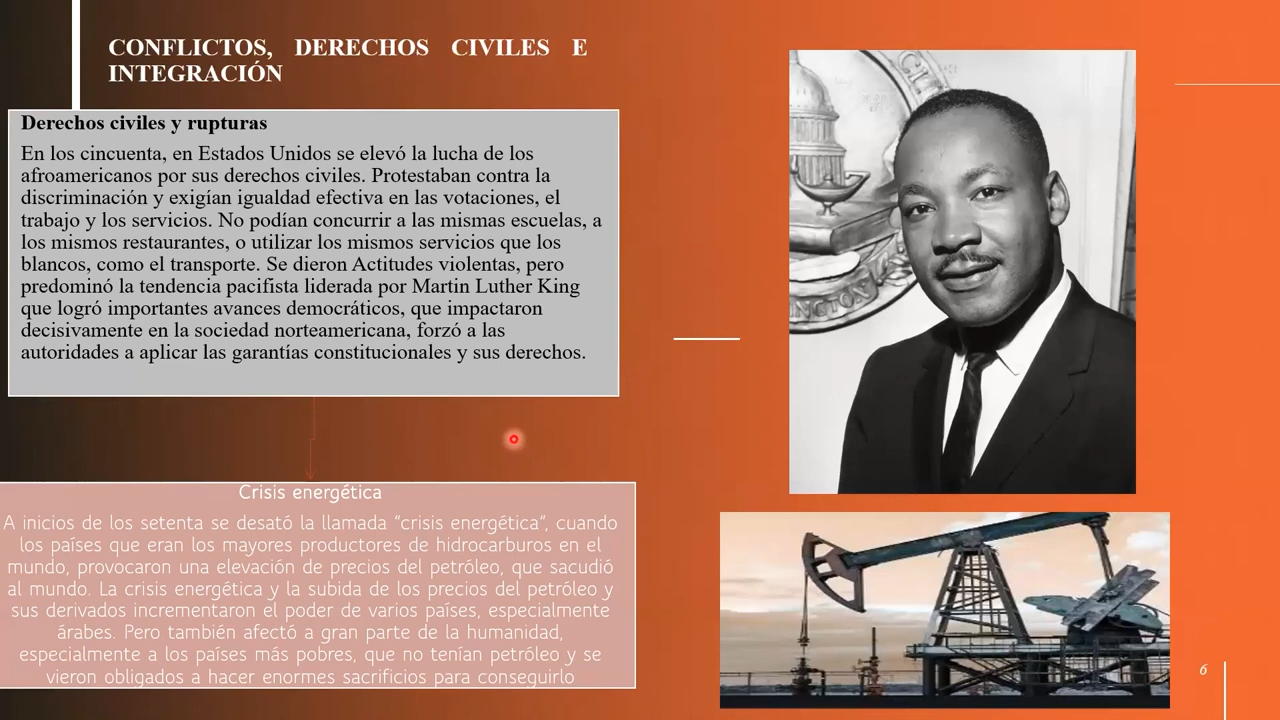 CONFLICTOS, DERECHOS CIVILES E
INTEGRACIÓN
Derechos civiles y rupturas
En los cincuenta, en Estados Unidos se elevó la lucha de los
afroamericanos por sus derechos civiles. Protestaban contra la
discriminación y exigían igualdad efectiva en las votaciones, el
trabajo y los servicios. No podían concurrir a las mismas escuelas, a
los mismos restaurantes, o utilizar los mismos servicios que los
blancos, como el transporte. Se dieron Actitudes violentas, pero
predominó la tendencia pacifista liderada por Martin Luther King
que logró importantes avances democráticos, que impactaron
decisivamente en la sociedad norteamericana, forzó a las
autoridades a aplicar las garantías constitucionales y sus derechos.
Crisis energética
A inicios de los setenta se desató la llamada “crisis energética”, cuando
los países que eran los mayores productores de hidrocarburos en el
mundo, provocaron una elevación de precios del petróleo, que sacudió
al mundo. La crisis energética y la subida de los precios del petróleo y
sus derivados incrementaron el poder de varios países, especialmente
árabes. Pero también afectó a gran parte de la humanidad,
especialmente a los países más pobres, que no tenían petróleo y se
vieron obligados a hacer enormes sacrificios para conseguirlo
6